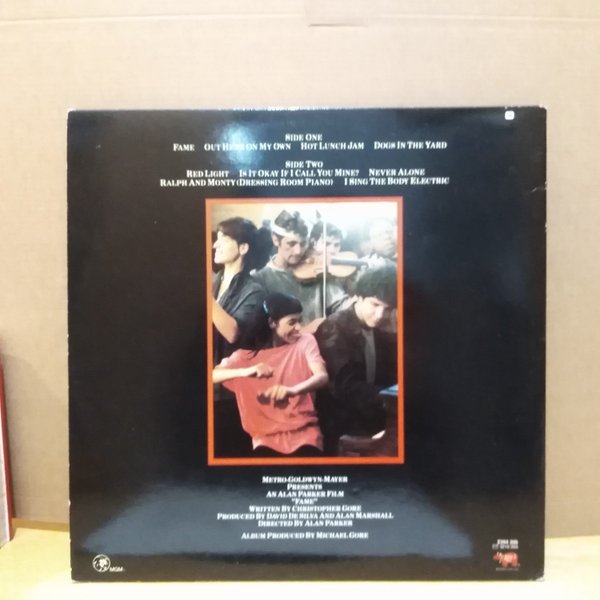 SIDE ONE
FAME OUT HERE ON MY OWN HOT LUNCH JAM DOGS IN THE YARD
SIDE TWO
RED LIGHT IS IT OKAY IF I CALL YOU MINE? NEVER ALONE
RALPH AND MONTY (DRESSING ROOM PIANO) I SING THE BODY ELECTRIC
METRO-GOLDWYN-MAYER
PRESENTS
AN ALAN PARKER FILM
"FAME"
WRITTEN BY CHRISTOPHER GORE
PRODUCED BY DAVID DE SILVA AND ALAN MARSHALL
DIRECTED BY ALAN PARKER
ALBUM PRODUCED BY MICHAEL GORE
MGM